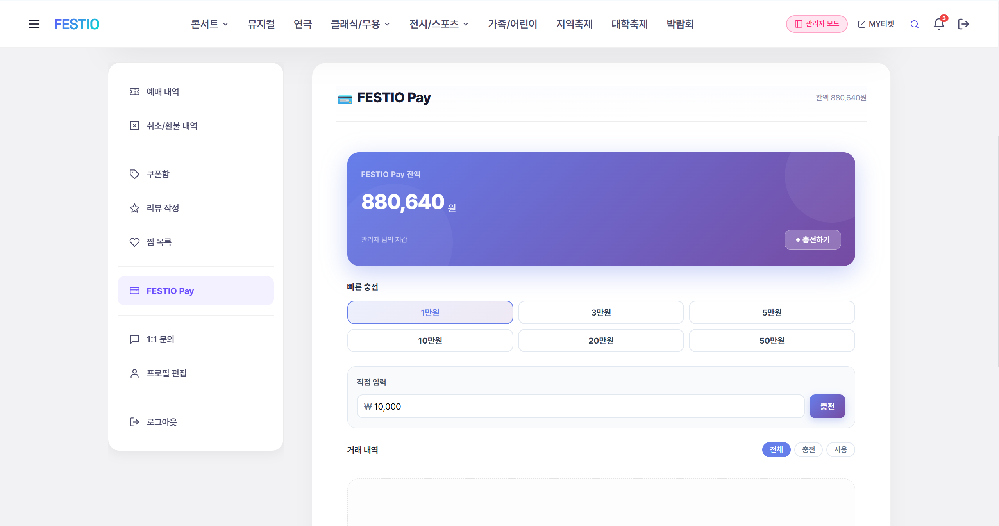 FESTIO
콘서트
뮤지컬
연극
클래식/무용
전시/스포츠
가족/어린이
지역축제
대학축제
박람회
관리자 모드
MY티켓
3
예매 내역
취소/환불 내역
쿠폰함
리뷰 작성
찜 목록
FESTIO Pay
1:1 문의
프로필 편집
로그아웃
FESTIO Pay
잔액 880,640원
FESTIO Pay 잔액
880,640 원
관리자 님의 지갑
+ 충전하기
빠른 충전
1만원
3만원
5만원
10만원
20만원
50만원
직접 입력
₩ 10,000
충전
거래 내역
전체
충전
사용